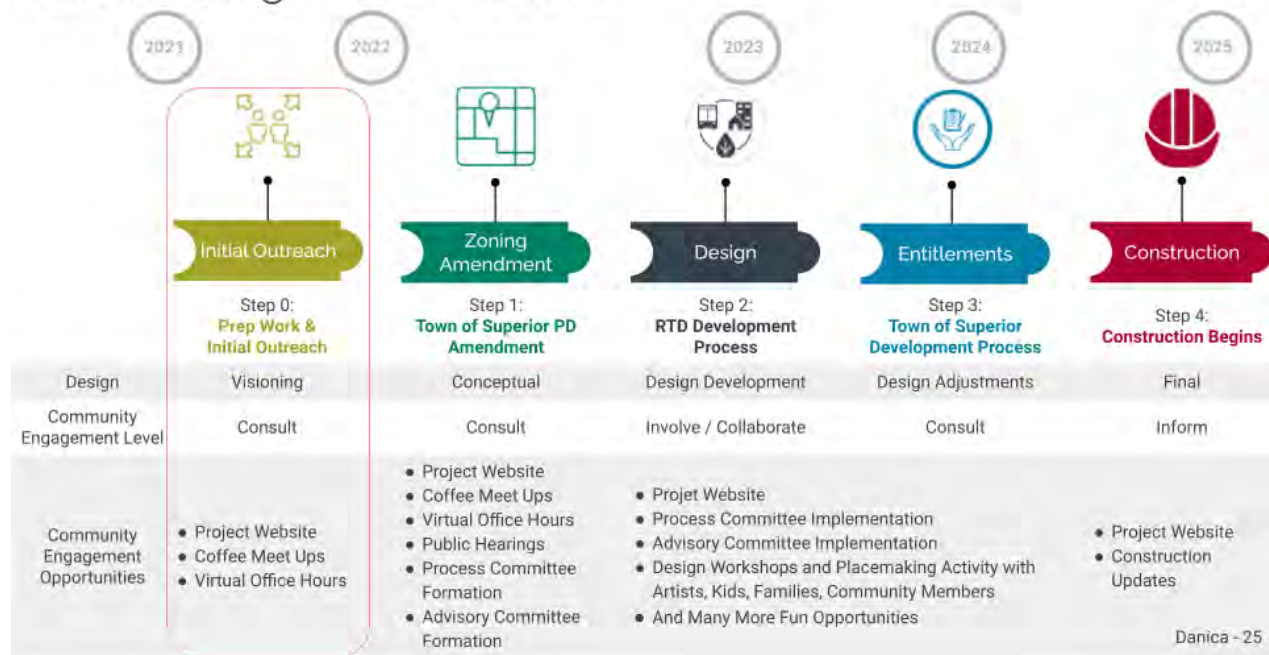 2021
2022
2023
2024
2025
Initial Outreach
Zoning
Amendment
Design
Entitlements
Construction
Step 0:
Prep Work &
Initial Outreach
Step 1:
Town of Superior PD
Amendment
Step 2:
RTD Development
Process
Step 3:
Town of Superior
Development Process
Step 4:
Construction Begins
Design
Visioning
Conceptual
Design Development
Design Adjustments
Final
Community
Engagement Level
Consult
Consult
Involve / Collaborate
Consult
Inform
Community
Engagement
Opportunities
• Project Website
• Coffee Meet Ups
• Virtual Office Hours
• Project Website
• Coffee Meet Ups
• Virtual Office Hours
• Public Hearings
• Process Committee
Formation
• Advisory Committee
Formation
• Projet Website
• Process Committee Implementation
• Advisory Committee Implementation
• Design Workshops and Placemaking Activity with
Artists, Kids, Families, Community Members
• And Many More Fun Opportunities
• Project Website
• Construction
Updates
Danica - 25